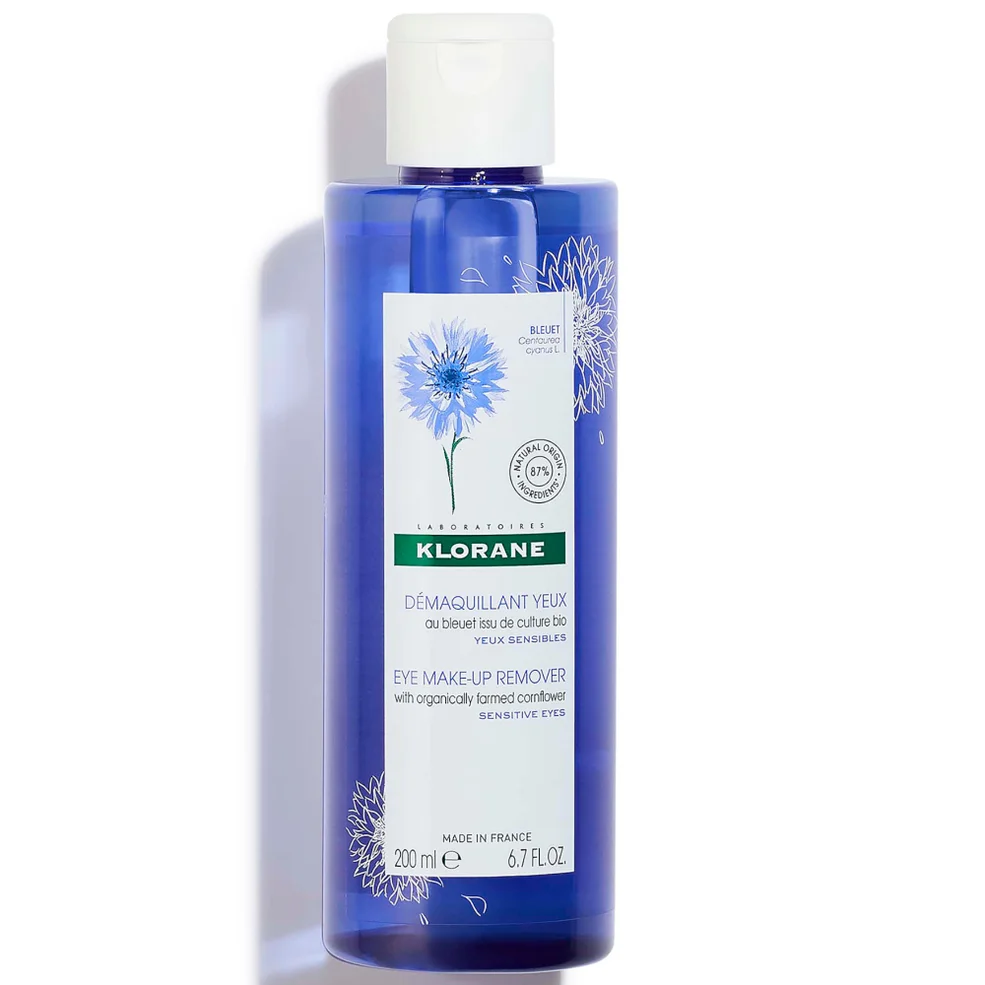 BLEUET
Centaurea
cyanus L.
NATURAL ORIGIN
87%
INGREDIENTS*
LABORATOIRES
KLORANE
DÉMAQUILLANT YEUX
au bleuet issu de culture bio
YEUX SENSIBLES
EYE MAKE-UP REMOVER
with organically farmed cornflower
SENSITIVE EYES
MADE IN FRANCE
200 ml ℮ 6.7 FL.OZ.